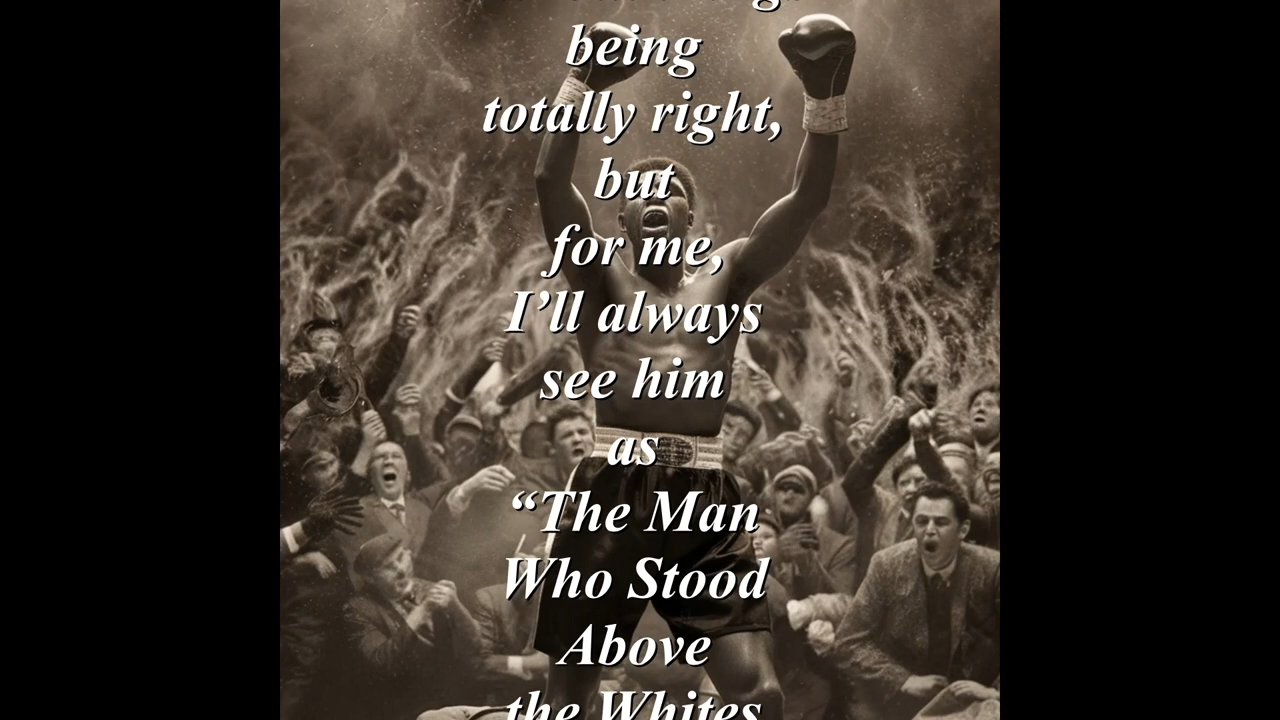 being
totally right,
but
for me,
I’ll always
see him
as
“The Man
Who Stood
Above
the Whites